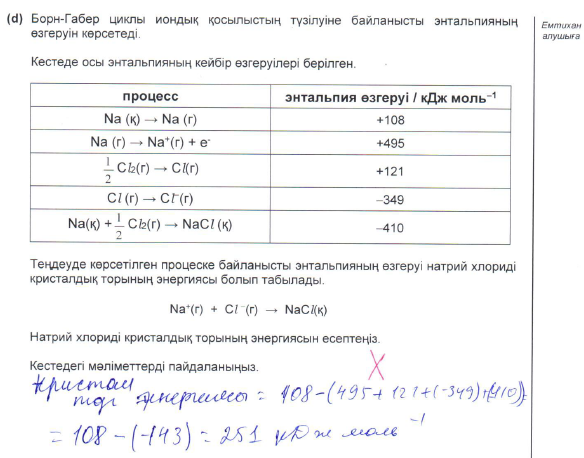 (d) Борн-Габер циклы иондық қосылыстың түзілуіне байланысты энтальпияның
өзгеруін көрсетеді.
Емтихан
алушыға
Кестеде осы энтальпияның кейбір өзгерулері берілген.
процесс энтальпия өзгеруі / кДж моль⁻¹
Na (қ) → Na (г) +108
Na (г) → Na⁺(г) + e⁻ +495
1/2 Cl₂(г) → Cl(г) +121
Cl (г) → Cl⁻(г) –349
Na(қ) + 1/2 Cl₂(г) → NaCl (қ) –410
Теңдеуде көрсетілген процеске байланысты энтальпияның өзгеруі натрий хлориді
кристалдық торының энергиясы болып табылады.
Na⁺(г) + Cl ⁻(г) → NaCl(қ)
Натрий хлориді кристалдық торының энергиясын есептеңіз.
Кестедегі мәліметтерді пайдаланыңыз.
Кристал
тор энергиясы = 108-(495+121+(-349)+(-410))=
= 108-(-143) = 251 кДж моль⁻¹